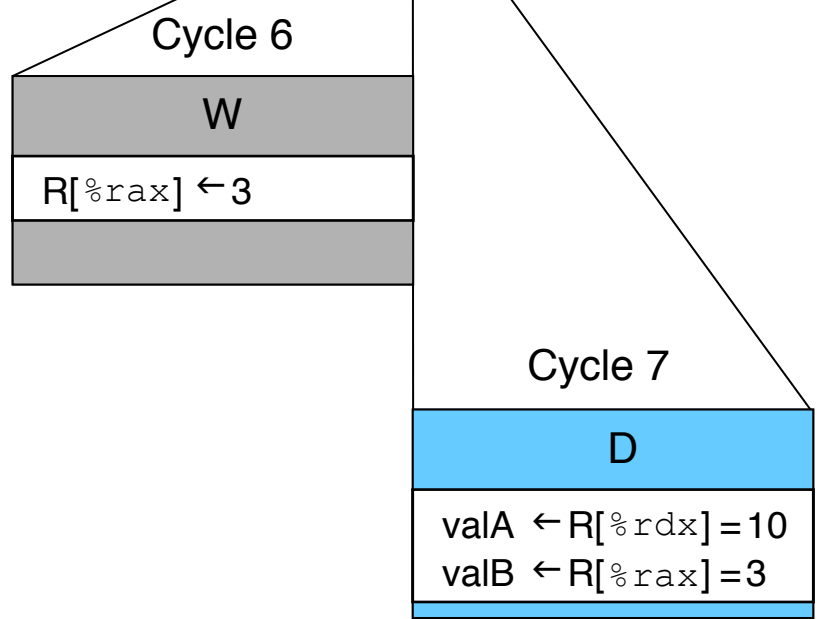 Cycle 6
W
R[%rax] ←3
Cycle 7
D
valA ←R[%rdx]=10
valB ←R[%rax]=3